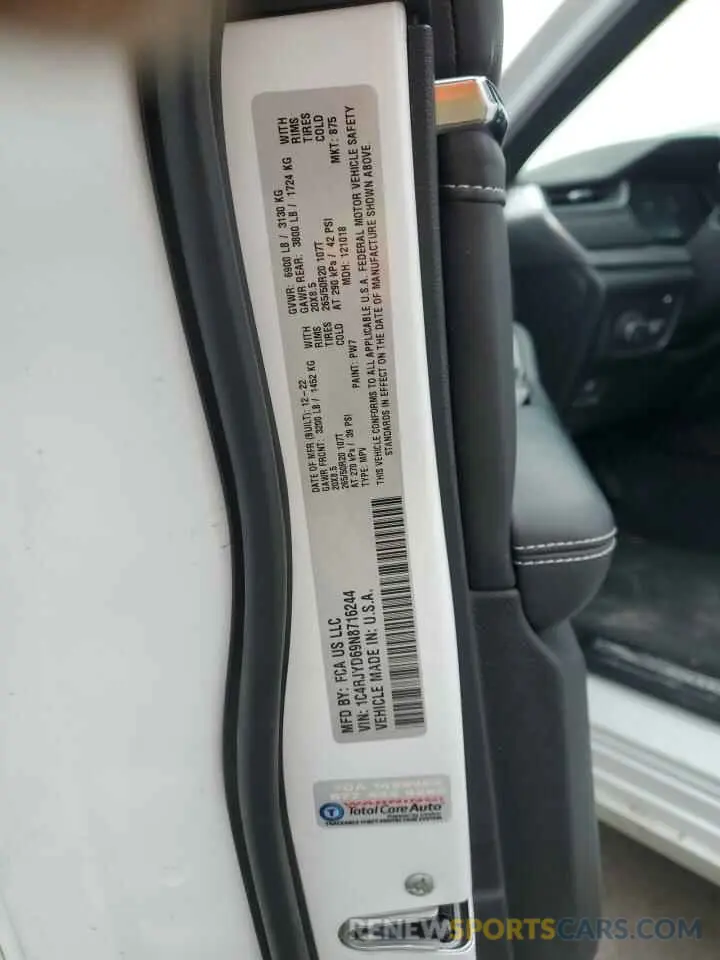 MFD BY: FCA US LLC
VIN: 1C4RJYD69N8716244
VEHICLE MADE IN: U.S.A.
DATE OF MFR (BUILT): 12-22
GAWR FRONT: 3200 LB / 1452 KG WITH
20X8.5 RIMS
265/50R20 107T TIRES
AT 270 kPa / 39 PSI COLD
TYPE: MPV PAINT: PW7
GVWR: 6900 LB / 3130 KG
GAWR REAR: 3800 LB / 1724 KG WITH
20X8.5 RIMS
265/50R20 107T TIRES
AT 290 kPa / 42 PSI COLD
MDH: 121018 MKT: 875
THIS VEHICLE CONFORMS TO ALL APPLICABLE U.S.A. FEDERAL MOTOR VEHICLE SAFETY
STANDARDS IN EFFECT ON THE DATE OF MANUFACTURE SHOWN ABOVE.
WARNING!
T Total Care Auto
RENEWSPORTSCARS.COM